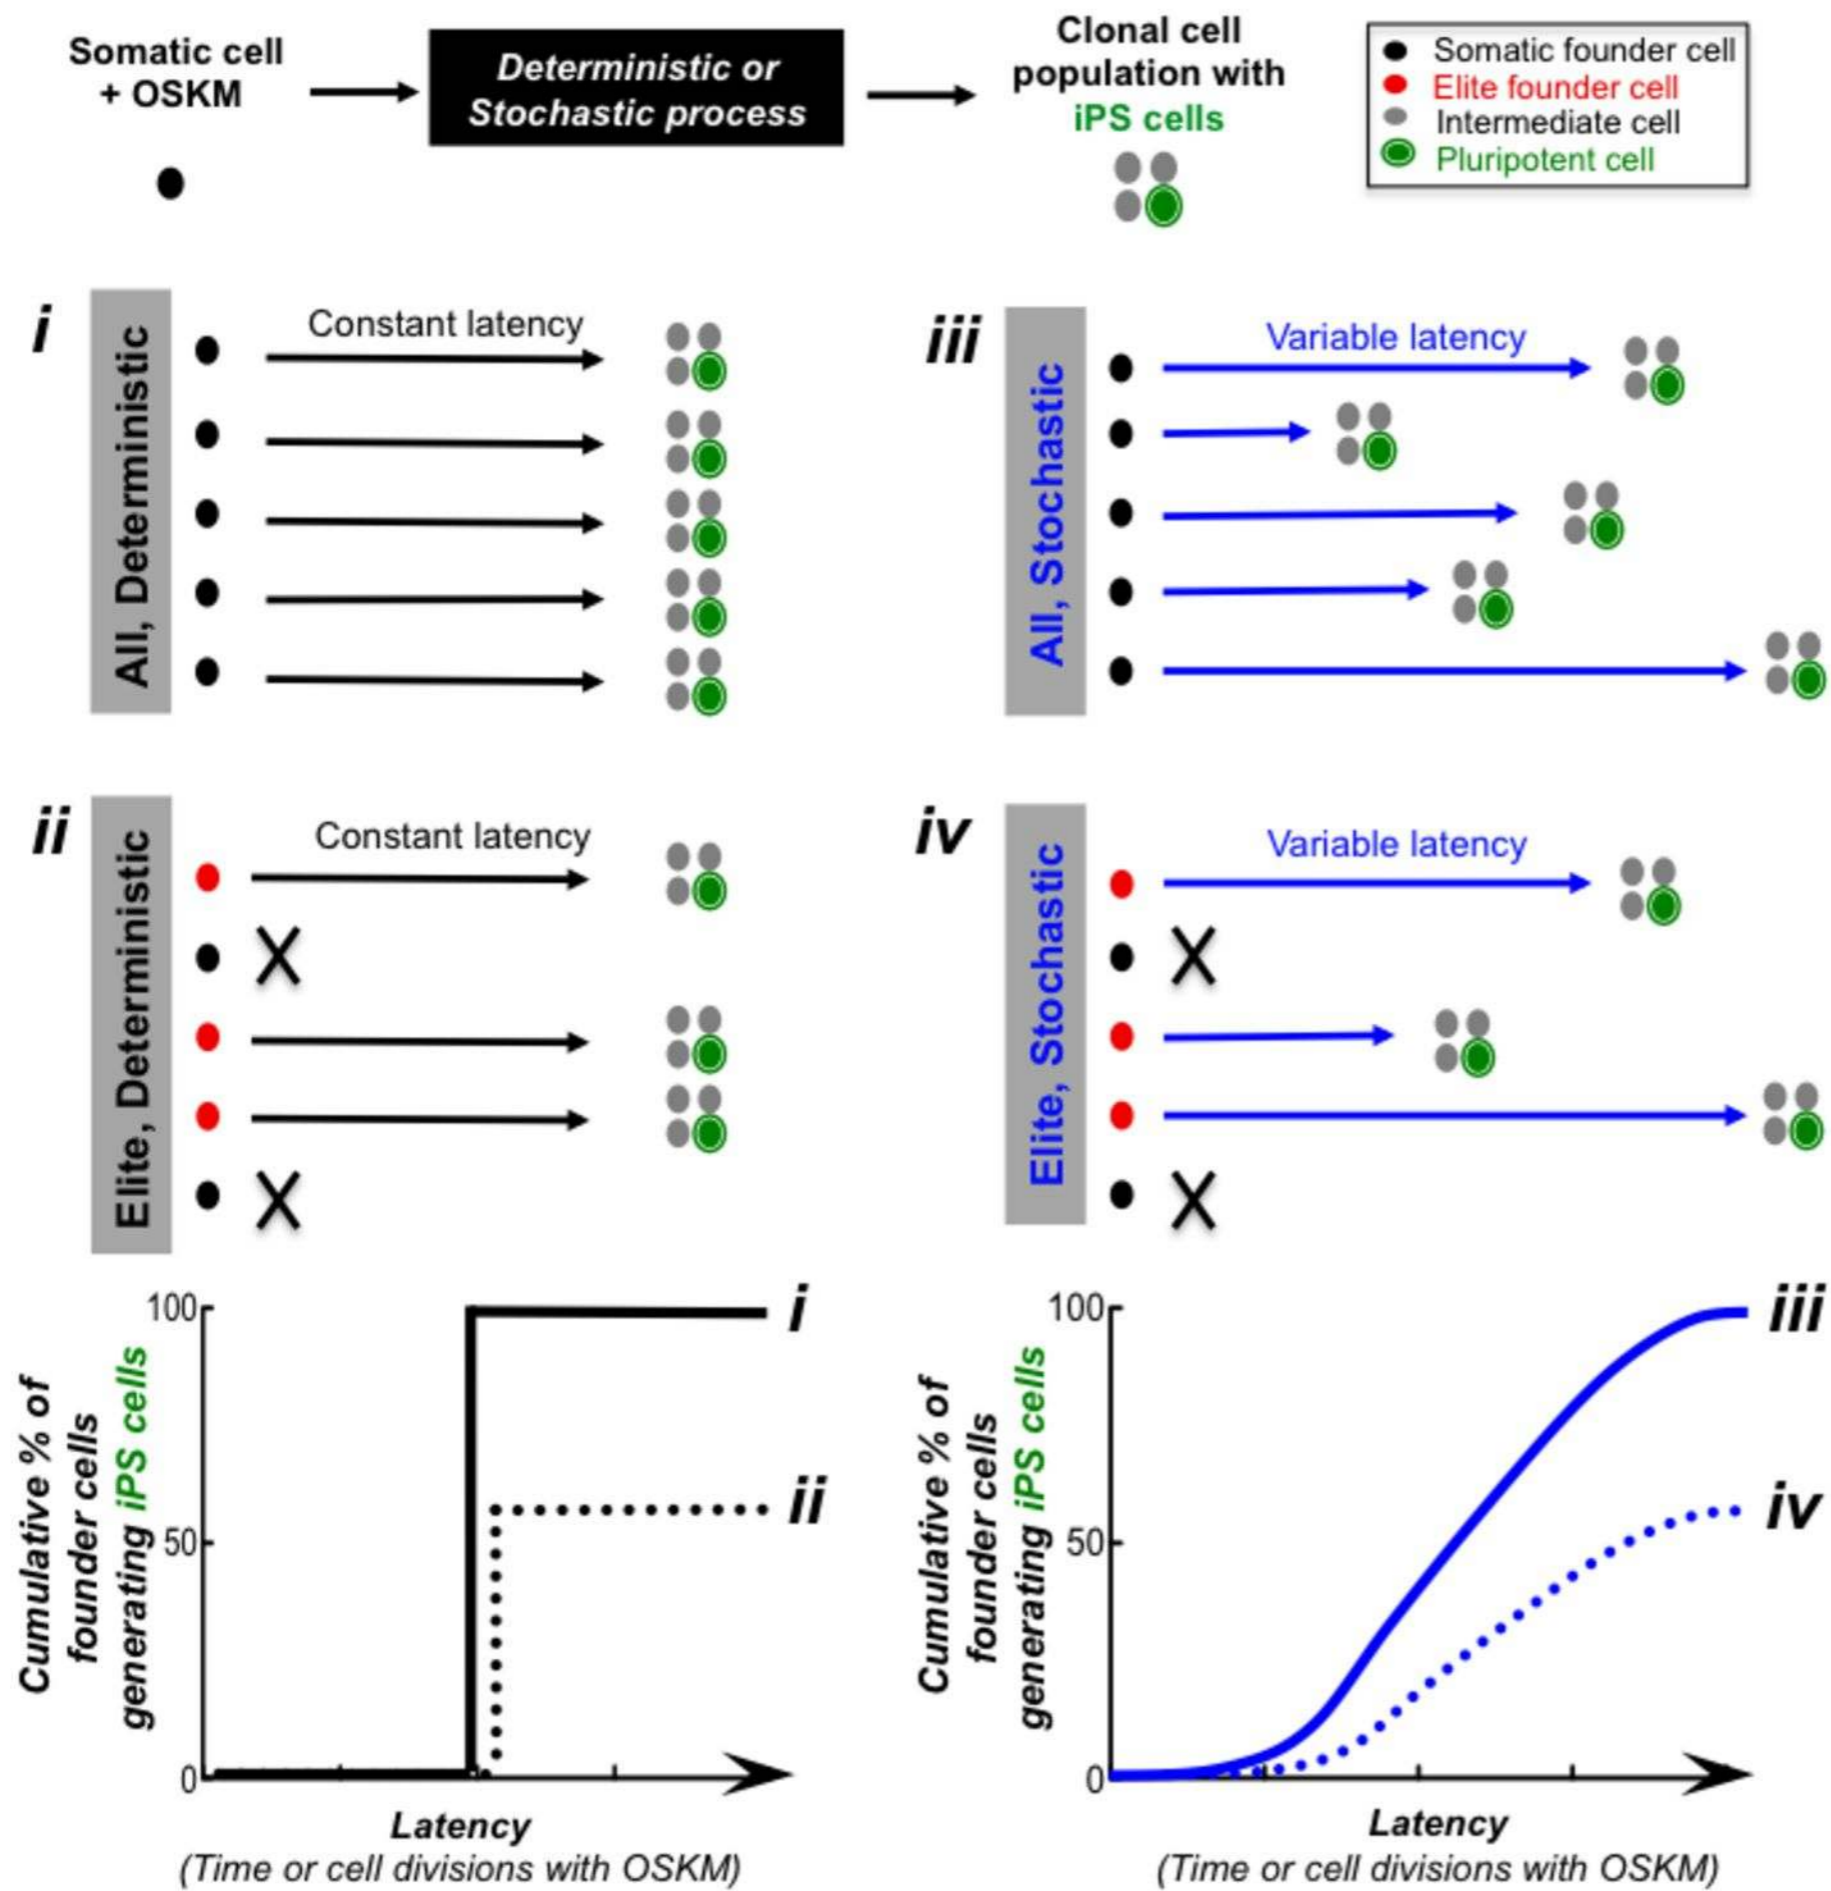 Somatic cell
+ OSKM
Deterministic or
Stochastic process
Clonal cell
population with
iPS cells
Somatic founder cell
Elite founder cell
Intermediate cell
Pluripotent cell
i
All, Deterministic
Constant latency
iii
All, Stochastic
Variable latency
ii
Elite, Deterministic
Constant latency
X
X
iv
Elite, Stochastic
Variable latency
X
X
Cumulative % of
founder cells
generating iPS cells
100
50
0
i
ii
Latency
(Time or cell divisions with OSKM)
Cumulative % of
founder cells
generating iPS cells
100
50
0
iii
iv
Latency
(Time or cell divisions with OSKM)